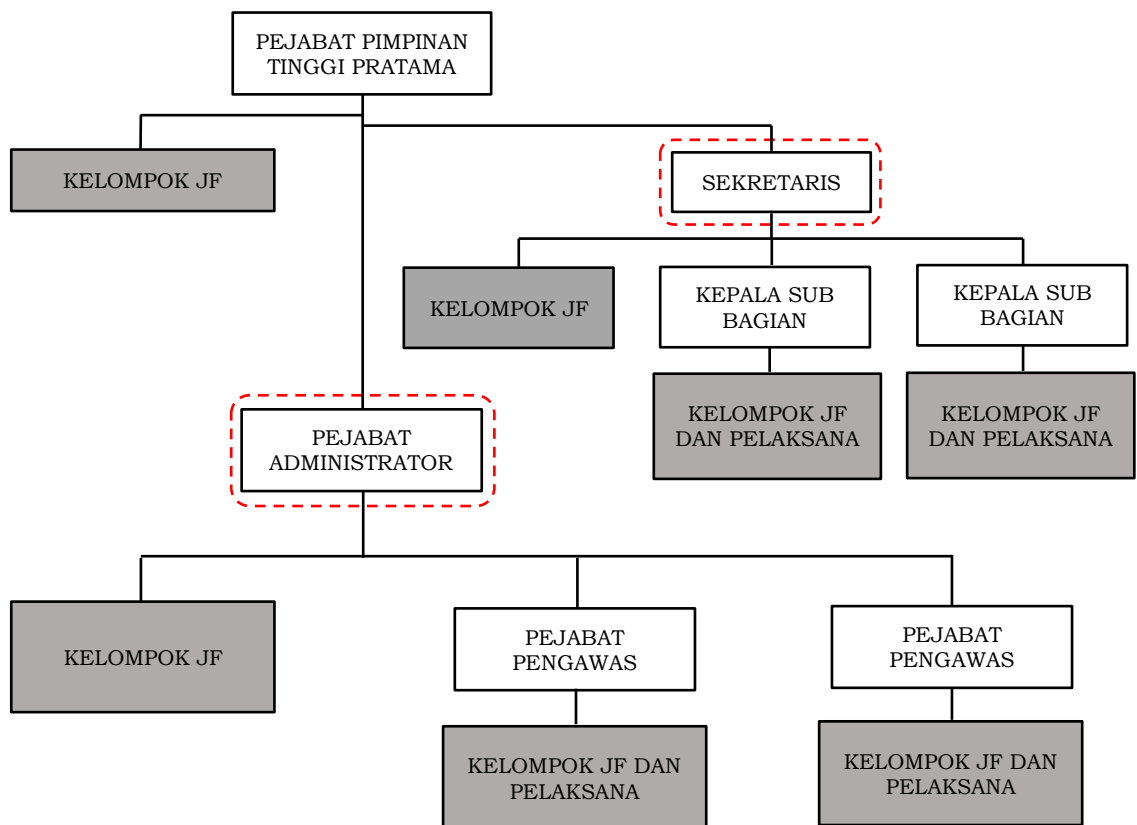 PEJABAT PIMPINAN
TINGGI PRATAMA
KELOMPOK JF
SEKRETARIS
KELOMPOK JF
KEPALA SUB
BAGIAN
KEPALA SUB
BAGIAN
KELOMPOK JF
DAN PELAKSANA
KELOMPOK JF
DAN PELAKSANA
PEJABAT
ADMINISTRATOR
KELOMPOK JF
PEJABAT
PENGAWAS
PEJABAT
PENGAWAS
KELOMPOK JF DAN
PELAKSANA
KELOMPOK JF DAN
PELAKSANA